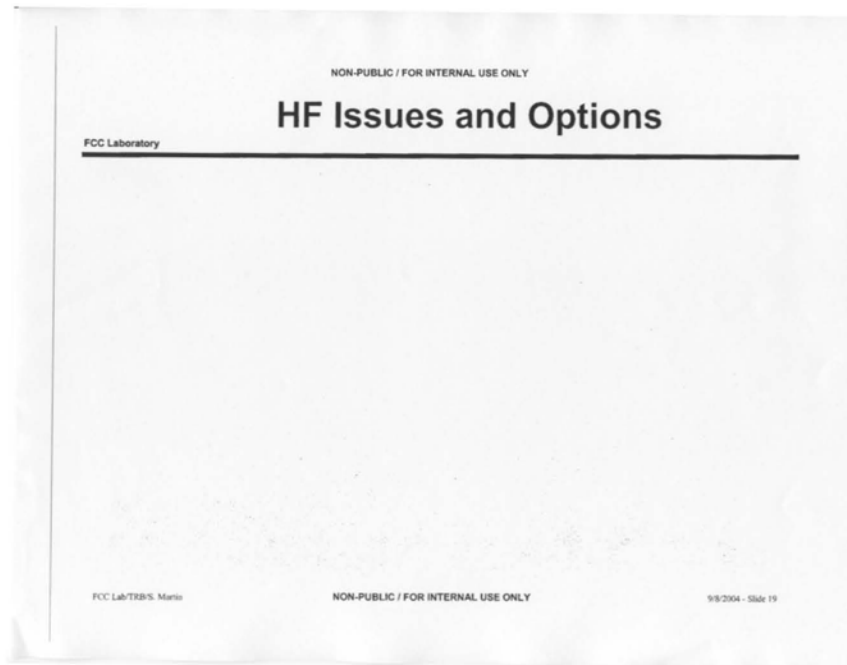 NON-PUBLIC / FOR INTERNAL USE ONLY
HF Issues and Options
FCC Laboratory
FCC Lab/TRB/S. Martin
NON-PUBLIC / FOR INTERNAL USE ONLY
9/8/2004 - Slide 19